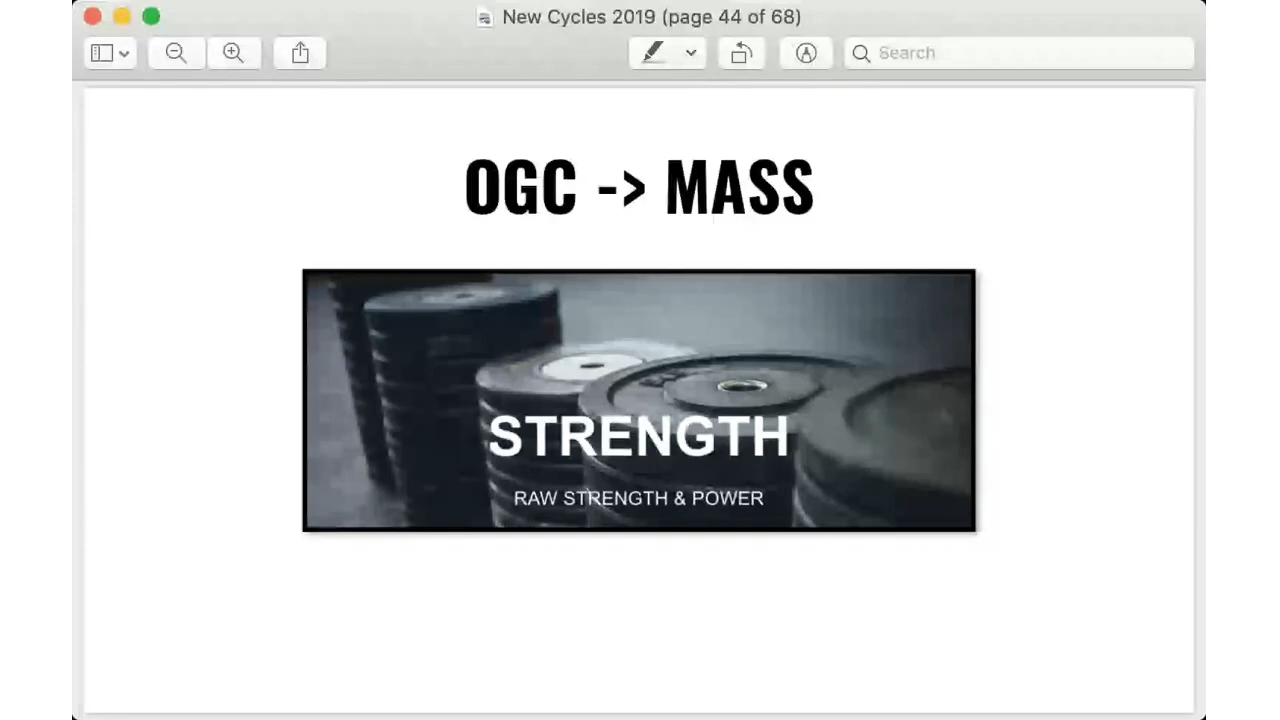 New Cycles 2019 (page 44 of 68)
Search
OGC -> MASS
STRENGTH
RAW STRENGTH & POWER